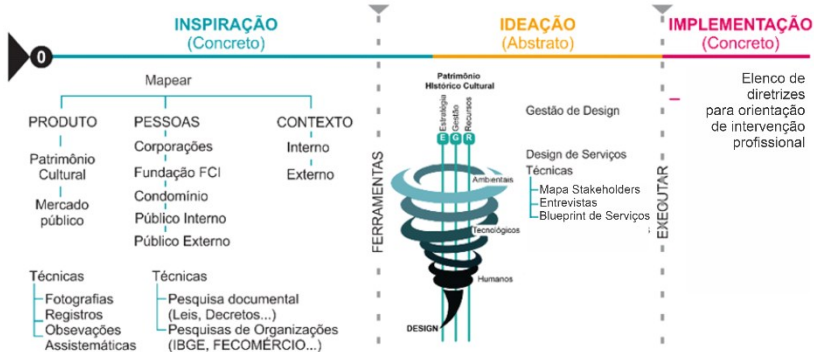 INSPIRAÇÃO
(Concreto)
IDEAÇÃO
(Abstrato)
IMPLEMENTAÇÃO
(Concreto)
0
Mapear
PRODUTO
Patrimônio
Cultural
Mercado
público
PESSOAS
Corporações
Fundação FCI
Condomínio
Público Interno
Público Externo
CONTEXTO
Interno
Externo
Técnicas
Fotografias
Registros
Obsevações
Assistemáticas
Técnicas
Pesquisa documental
(Leis, Decretos...)
Pesquisas de Organizações
(IBGE, FECOMÉRCIO...)
FERRAMENTAS
Patrimônio
HIstórico Cultural
Estratégia
Gestão
Recursos
E G R
Ambientais
Tecnológicos
Humanos
DESIGN
Gestão de Design
Design de Serviços
Técnicas
Mapa Stakeholders
Entrevistas
Blueprint de Serviços
EXEGUTAR
Elenco de
diretrizes
para orientação
de intervenção
profissional